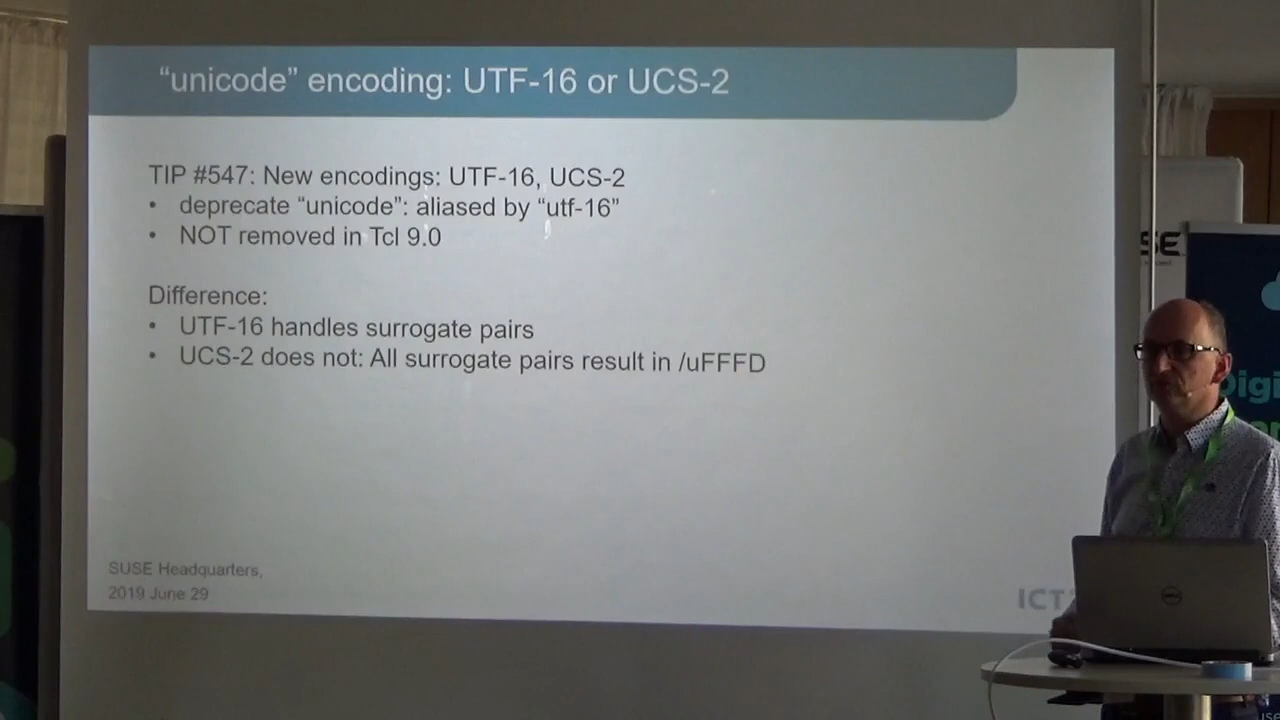 “unicode” encoding: UTF-16 or UCS-2
TIP #547: New encodings: UTF-16, UCS-2
• deprecate “unicode”: aliased by “utf-16”
• NOT removed in Tcl 9.0
Difference:
• UTF-16 handles surrogate pairs
• UCS-2 does not: All surrogate pairs result in /uFFFD
SUSE Headquarters,
2019 June 29
ICT
SE
Digi